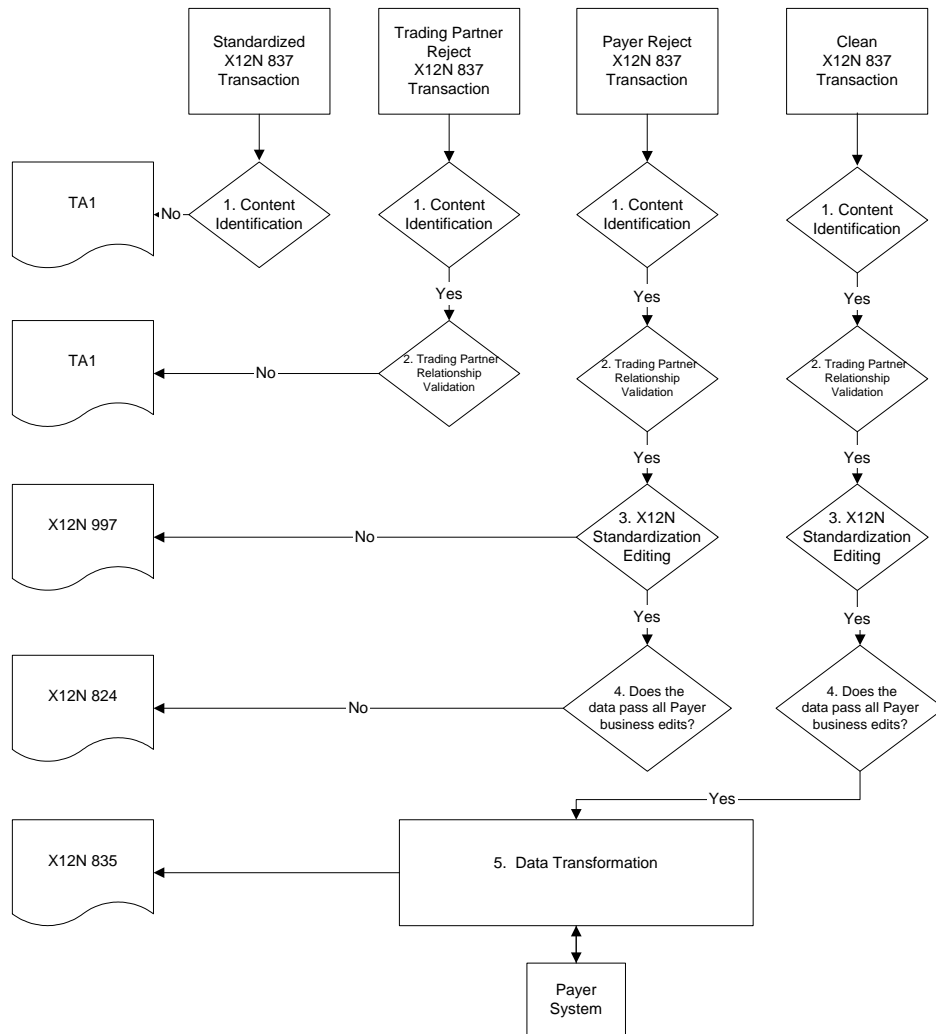 Standardized
X12N 837
Transaction
Trading Partner
Reject
X12N 837
Transaction
Payer Reject
X12N 837
Transaction
Clean
X12N 837
Transaction
TA1
No
1. Content
Identification
1. Content
Identification
1. Content
Identification
1. Content
Identification
Yes
Yes
Yes
TA1
No
2. Trading Partner
Relationship
Validation
2. Trading Partner
Relationship
Validation
2. Trading Partner
Relationship
Validation
Yes
Yes
X12N 997
No
3. X12N
Standardization
Editing
3. X12N
Standardization
Editing
Yes
Yes
X12N 824
No
4. Does the
data pass all Payer
business edits?
4. Does the
data pass all Payer
business edits?
Yes
X12N 835
5. Data Transformation
Payer
System